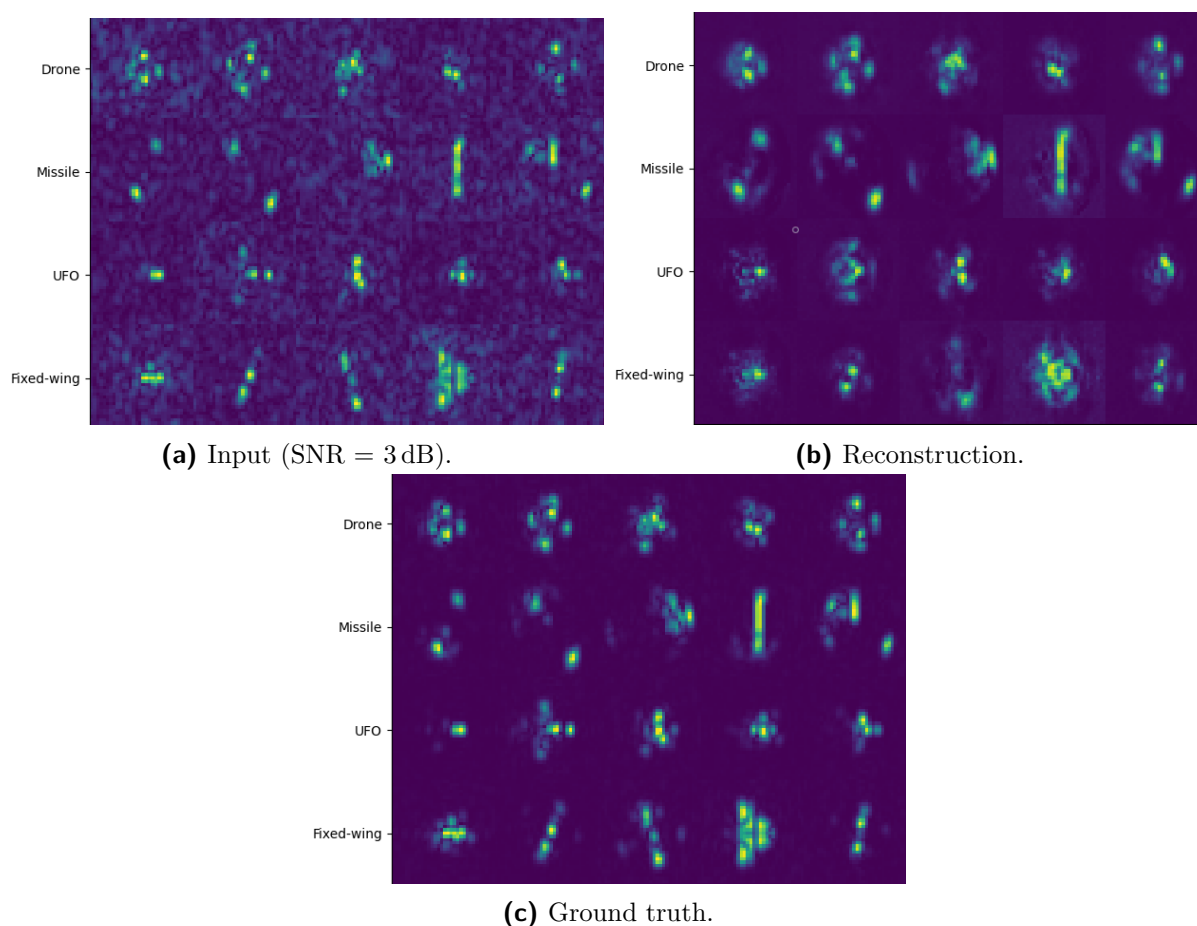 Drone
Missile
UFO
Fixed-wing
(a) Input (SNR = 3 dB).
Drone
Missile
UFO
Fixed-wing
(b) Reconstruction.
Drone
Missile
UFO
Fixed-wing
(c) Ground truth.